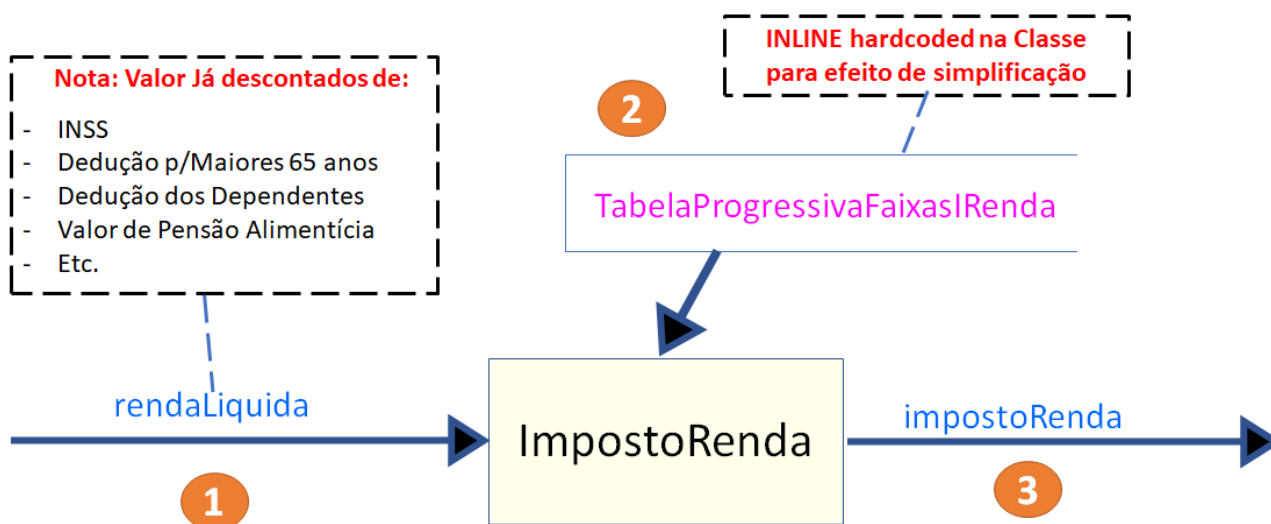 Nota: Valor Já descontados de:
- INSS
- Dedução p/Maiores 65 anos
- Dedução dos Dependentes
- Valor de Pensão Alimentícia
- Etc.
INLINE hardcoded na Classe
para efeito de simplificação
2
TabelaProgressivaFaixasIRenda
rendaLiquida
1
ImpostoRenda
impostoRenda
3